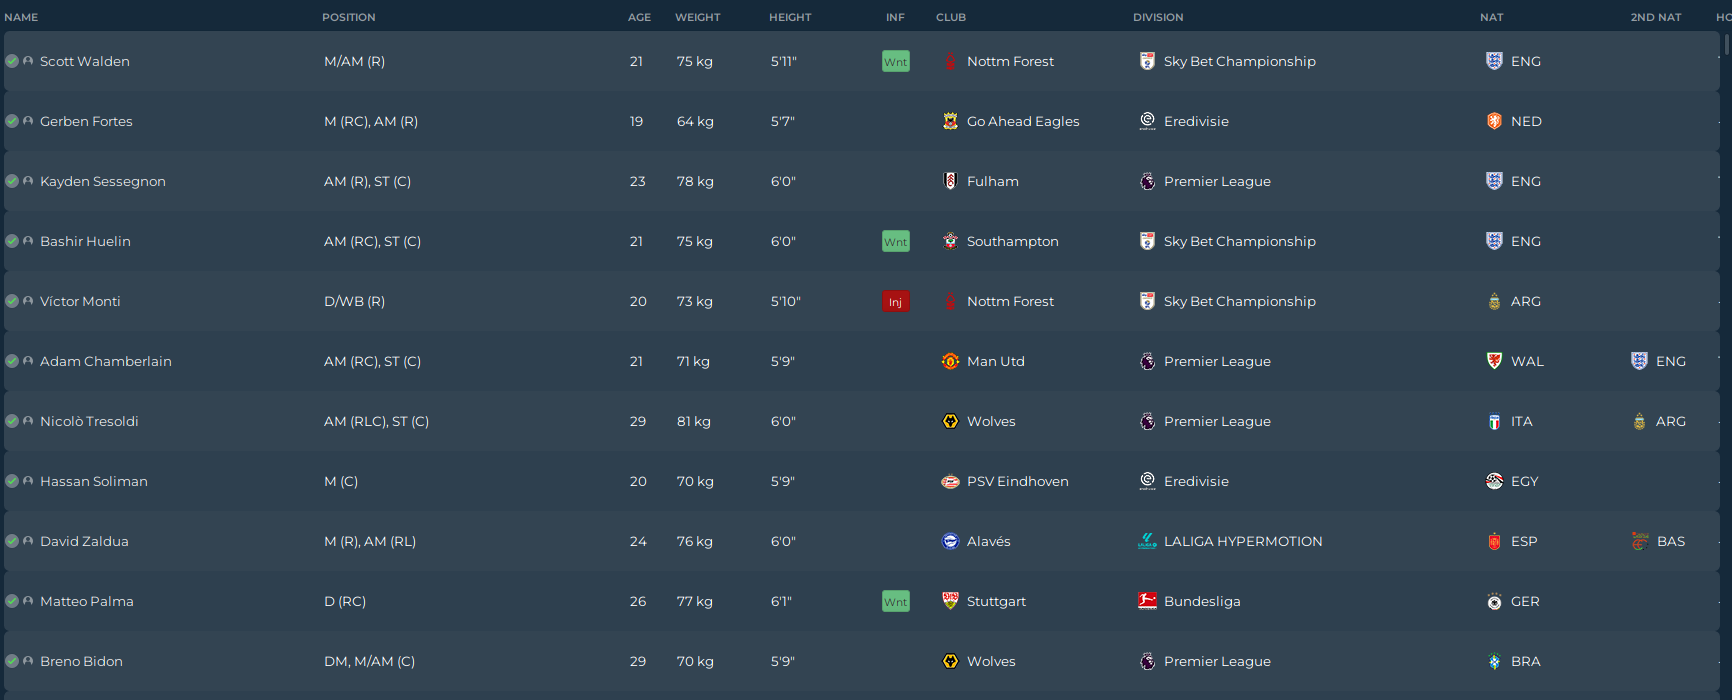 NAME POSITION AGE WEIGHT HEIGHT INF CLUB DIVISION NAT 2ND NAT
Scott Walden M/AM (R) 21 75 kg 5'11" Wnt Nottm Forest Sky Bet Championship ENG
Gerben Fortes M (RC), AM (R) 19 64 kg 5'7" Go Ahead Eagles Eredivisie NED
Kayden Sessegnon AM (R), ST (C) 23 78 kg 6'0" Fulham Premier League ENG
Bashir Huelin AM (RC), ST (C) 21 75 kg 6'0" Wnt Southampton Sky Bet Championship ENG
Víctor Monti D/WB (R) 20 73 kg 5'10" Inj Nottm Forest Sky Bet Championship ARG
Adam Chamberlain AM (RC), ST (C) 21 71 kg 5'9" Man Utd Premier League WAL ENG
Nicolò Tresoldi AM (RLC), ST (C) 29 81 kg 6'0" Wolves Premier League ITA ARG
Hassan Soliman M (C) 20 70 kg 5'9" PSV Eindhoven Eredivisie EGY
David Zaldua M (R), AM (RL) 24 76 kg 6'0" Alavés LALIGA HYPERMOTION ESP BAS
Matteo Palma D (RC) 26 77 kg 6'1" Wnt Stuttgart Bundesliga GER
Breno Bidon DM, M/AM (C) 29 70 kg 5'9" Wolves Premier League BRA